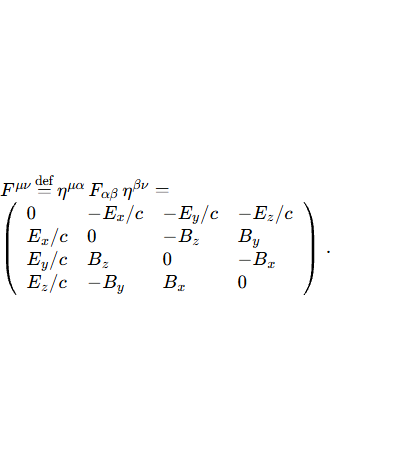 F^{μν} \overset{def}{=} η^{μα} F_{αβ} η^{βν} =
( 0 −E_x/c −E_y/c −E_z/c
E_x/c 0 −B_z B_y
E_y/c B_z 0 −B_x
E_z/c −B_y B_x 0 ) .